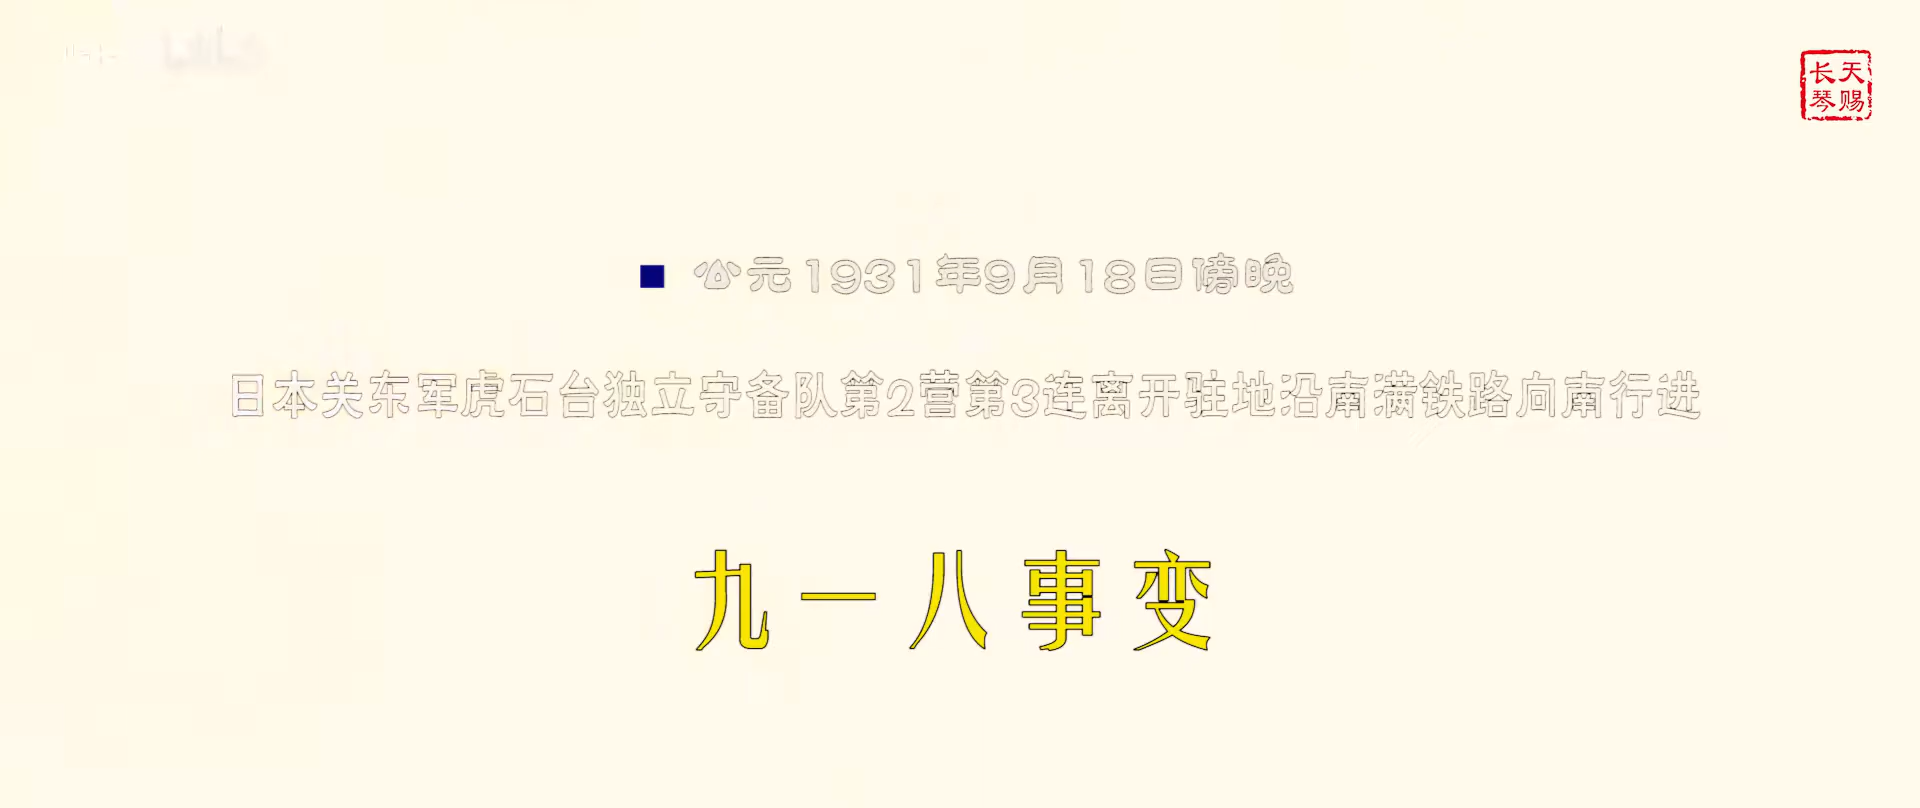 天赐
长琴
公元1931年9月18日傍晚
日本关东军虎石台独立守备队第2营第3连离开驻地沿南满铁路向南行进
九一八事变